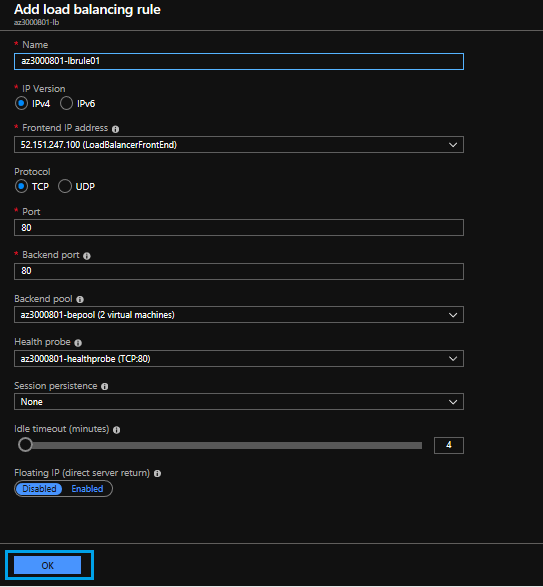 Add load balancing rule
az3000801-lb
* Name
az3000801-lbrule01
* IP Version
IPv4 IPv6
* Frontend IP address
52.151.247.100 (LoadBalancerFrontEnd)
Protocol
TCP UDP
* Port
80
* Backend port
80
Backend pool
az3000801-bepool (2 virtual machines)
Health probe
az3000801-healthprobe (TCP:80)
Session persistence
None
Idle timeout (minutes)
4
Floating IP (direct server return)
Disabled Enabled
OK